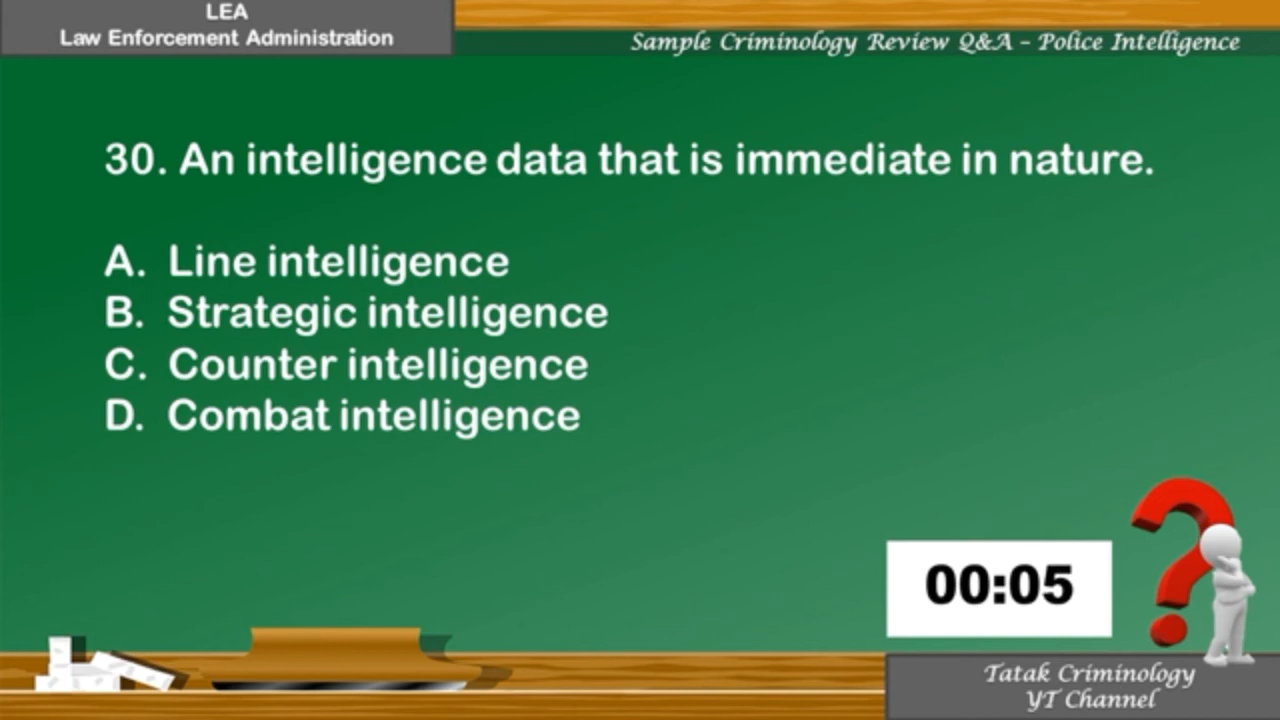 LEA
Law Enforcement Administration
Sample Criminology Review Q&A – Police Intelligence
30. An intelligence data that is immediate in nature.
A. Line intelligence
B. Strategic intelligence
C. Counter intelligence
D. Combat intelligence
00:05
Tatak Criminology
YT Channel